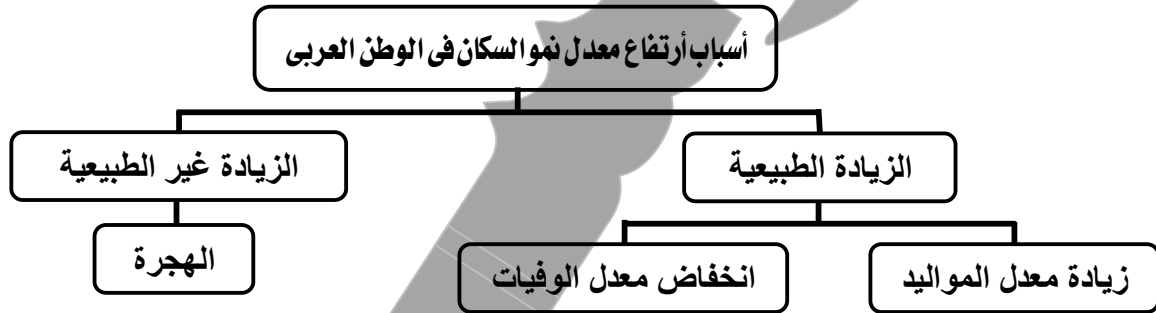 أسباب أرتفاع معدل نمو السكان فى الوطن العربى
الزيادة الطبيعية
الزيادة غير الطبيعية
زيادة معدل المواليد
انخفاض معدل الوفيات
الهجرة